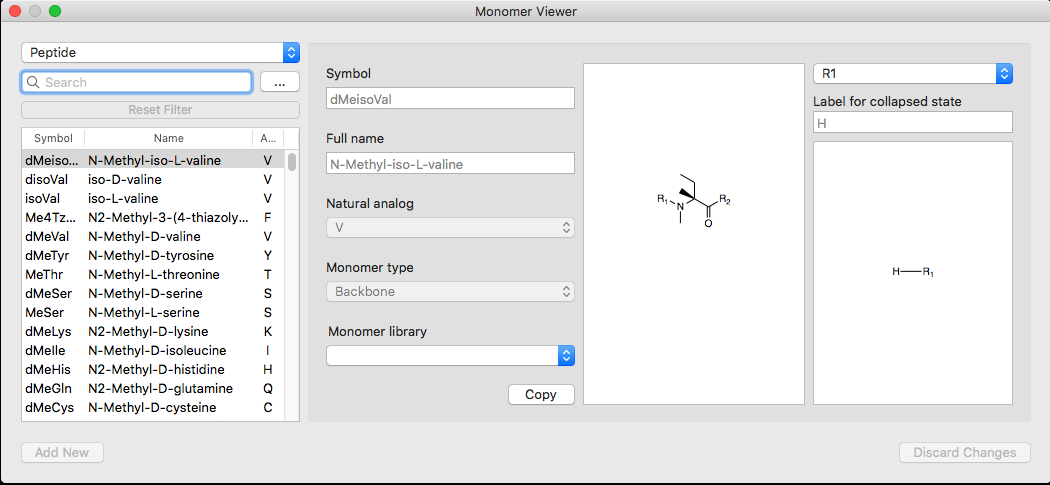 Monomer Viewer
Peptide
Search
...
Reset Filter
Symbol Name A...
dMeiso... N-Methyl-iso-L-valine V
disoVal iso-D-valine V
isoVal iso-L-valine V
Me4Tz... N2-Methyl-3-(4-thiazoly... F
dMeVal N-Methyl-D-valine V
dMeTyr N-Methyl-D-tyrosine Y
MeThr N-Methyl-L-threonine T
dMeSer N-Methyl-D-serine S
MeSer N-Methyl-L-serine S
dMeLys N2-Methyl-D-lysine K
dMeIle N-Methyl-D-isoleucine I
dMeHis N2-Methyl-D-histidine H
dMeGln N2-Methyl-D-glutamine Q
dMeCys N-Methyl-D-cysteine C
Add New
Symbol
dMeisoVal
Full name
N-Methyl-iso-L-valine
Natural analog
V
Monomer type
Backbone
Monomer library
Copy
R1 N R2
O
R1
Label for collapsed state
H
H R1
Discard Changes